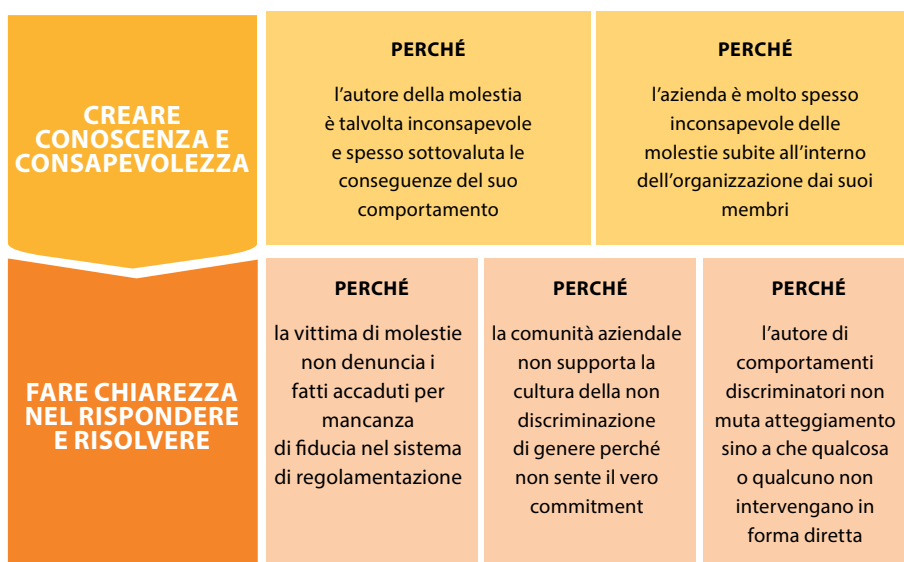 CREARE
CONOSCENZA E
CONSAPEVOLEZZA
PERCHÉ
l'autore della molestia
è talvolta inconsapevole
e spesso sottovaluta le
conseguenze del suo
comportamento
PERCHÉ
l'azienda è molto spesso
inconsapevole delle
molestie subite all'interno
dell'organizzazione dai suoi
membri
FARE CHIAREZZA
NEL RISPONDERE
E RISOLVERE
PERCHÉ
la vittima di molestie
non denuncia i
fatti accaduti per
mancanza
di fiducia nel sistema
di regolamentazione
PERCHÉ
la comunità aziendale
non supporta la
cultura della non
discriminazione
di genere perché
non sente il vero
commitment
PERCHÉ
l'autore di
comportamenti
discriminatori non
muta atteggiamento
sino a che qualcosa
o qualcuno non
intervengano in
forma diretta